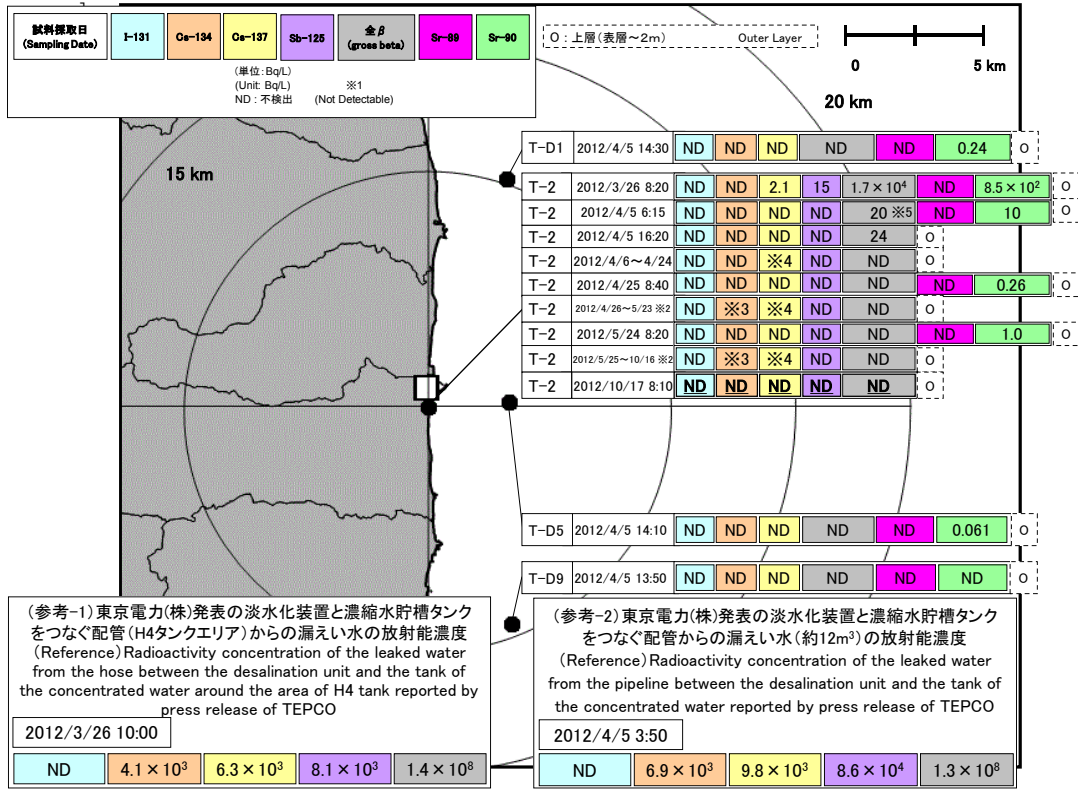 試料採取日
(Sampling Date)
I-131
Cs-134
Cs-137
Sb-125
全β
(gross beta)
Sr-89
Sr-90
(単位:Bq/L)
(Unit: Bq/L) ※1
ND : 不検出 (Not Detectable)
O : 上層(表層~2m) Outer Layer
0 5 km
20 km
15 km
T-D1 2012/4/5 14:30 ND ND ND ND ND 0.24 O
T-2 2012/3/26 8:20 ND ND 2.1 15 1.7×10⁴ ND 8.5×10² O
T-2 2012/4/5 6:15 ND ND ND ND 20 ※5 ND 10 O
T-2 2012/4/5 16:20 ND ND ND ND 24 O
T-2 2012/4/6~4/24 ND ND ※4 ND ND O
T-2 2012/4/25 8:40 ND ND ND ND ND ND 0.26 O
T-2 2012/4/26~5/23 ※2 ND ※3 ※4 ND ND O
T-2 2012/5/24 8:20 ND ND ND ND ND ND 1.0 O
T-2 2012/5/25~10/16 ※2 ND ※3 ※4 ND ND O
T-2 2012/10/17 8:10 ND ND ND ND ND O
T-D5 2012/4/5 14:10 ND ND ND ND ND 0.061 O
T-D9 2012/4/5 13:50 ND ND ND ND ND ND O
(参考-1)東京電力(株)発表の淡水化装置と濃縮水貯槽タンク
をつなぐ配管(H4タンクエリア)からの漏えい水の放射能濃度
(Reference)Radioactivity concentration of the leaked water
from the hose between the desalination unit and the tank of
the concentrated water around the area of H4 tank reported by
press release of TEPCO
2012/3/26 10:00
ND 4.1×10³ 6.3×10³ 8.1×10³ 1.4×10⁸
(参考-2)東京電力(株)発表の淡水化装置と濃縮水貯槽タンク
をつなぐ配管からの漏えい水(約12m³)の放射能濃度
(Reference)Radioactivity concentration of the leaked water
from the pipeline between the desalination unit and the tank of
the concentrated water reported by press release of TEPCO
2012/4/5 3:50
ND 6.9×10³ 9.8×10³ 8.6×10⁴ 1.3×10⁸